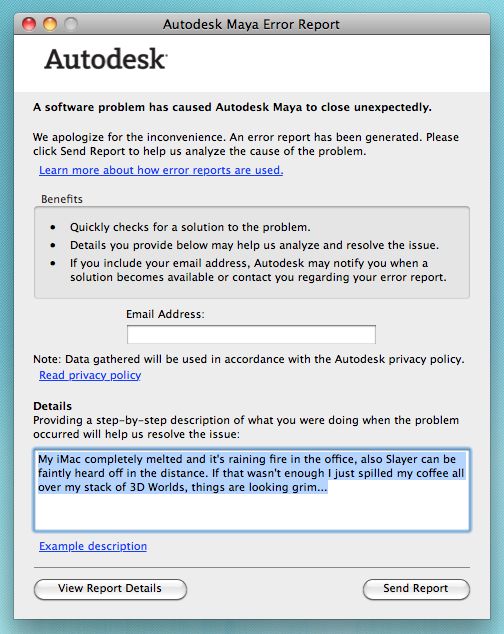 Autodesk Maya Error Report
Autodesk
A software problem has caused Autodesk Maya to close unexpectedly.
We apologize for the inconvenience. An error report has been generated. Please
click Send Report to help us analyze the cause of the problem.
Learn more about how error reports are used.
Benefits
• Quickly checks for a solution to the problem.
• Details you provide below may help us analyze and resolve the issue.
• If you include your email address, Autodesk may notify you when a
solution becomes available or contact you regarding your error report.
Email Address:
Note: Data gathered will be used in accordance with the Autodesk privacy policy.
Read privacy policy
Details
Providing a step-by-step description of what you were doing when the problem
occurred will help us resolve the issue:
My iMac completely melted and it's raining fire in the office, also Slayer can be
faintly heard off in the distance. If that wasn't enough I just spilled my coffee all
over my stack of 3D Worlds, things are looking grim...
Example description
View Report Details
Send Report